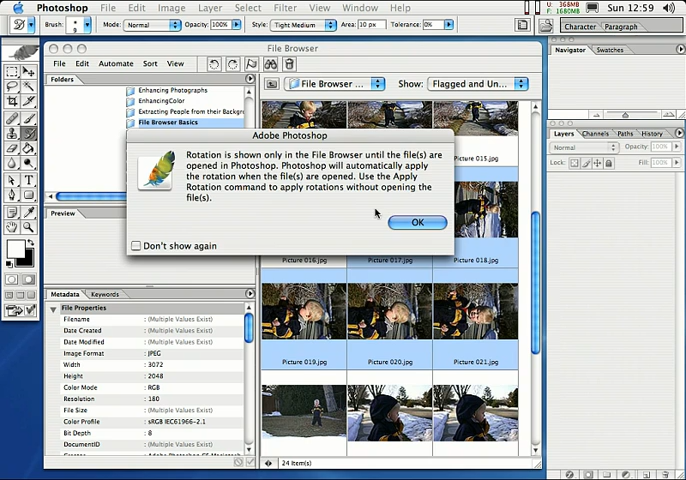 Photoshop File Edit Image Layer Select Filter View Window Help U: 368MB F: 1680MB Sun 12:59
Brush: 9 Mode: Normal Opacity: 100% Style: Tight Medium Area: 10 px Tolerance: 0% Character Paragraph
File Browser
File Edit Automate Sort View File Browser ... Show: Flagged and Un...
Navigator Swatches
Folders
Enhancing Photographs
EnhancingColor
Extracting People from their Backgro
File Browser Basics
Adobe Photoshop
Rotation is shown only in the File Browser until the file(s) are
opened in Photoshop. Photoshop will automatically apply
the rotation when the file(s) are opened. Use the Apply
Rotation command to apply rotations without opening the
file(s).
OK
Don't show again
Layers Channels Paths History
Normal Opacity:
Lock: Fill:
Preview
Picture 015.jpg
Picture 016.jpg Picture 017.jpg Picture 018.jpg
Metadata Keywords
File Properties
Filename : (Multiple Values Exist)
Date Created : (Multiple Values Exist)
Date Modified : (Multiple Values Exist)
Image Format : JPEG
Width : 3072
Height : 2048
Color Mode : RGB
Resolution : 180
File Size : (Multiple Values Exist)
Color Profile : sRGB IEC61966-2.1
Bit Depth : 8
DocumentID : (Multiple Values Exist)
Picture 019.jpg Picture 020.jpg Picture 021.jpg
24 Item(s)